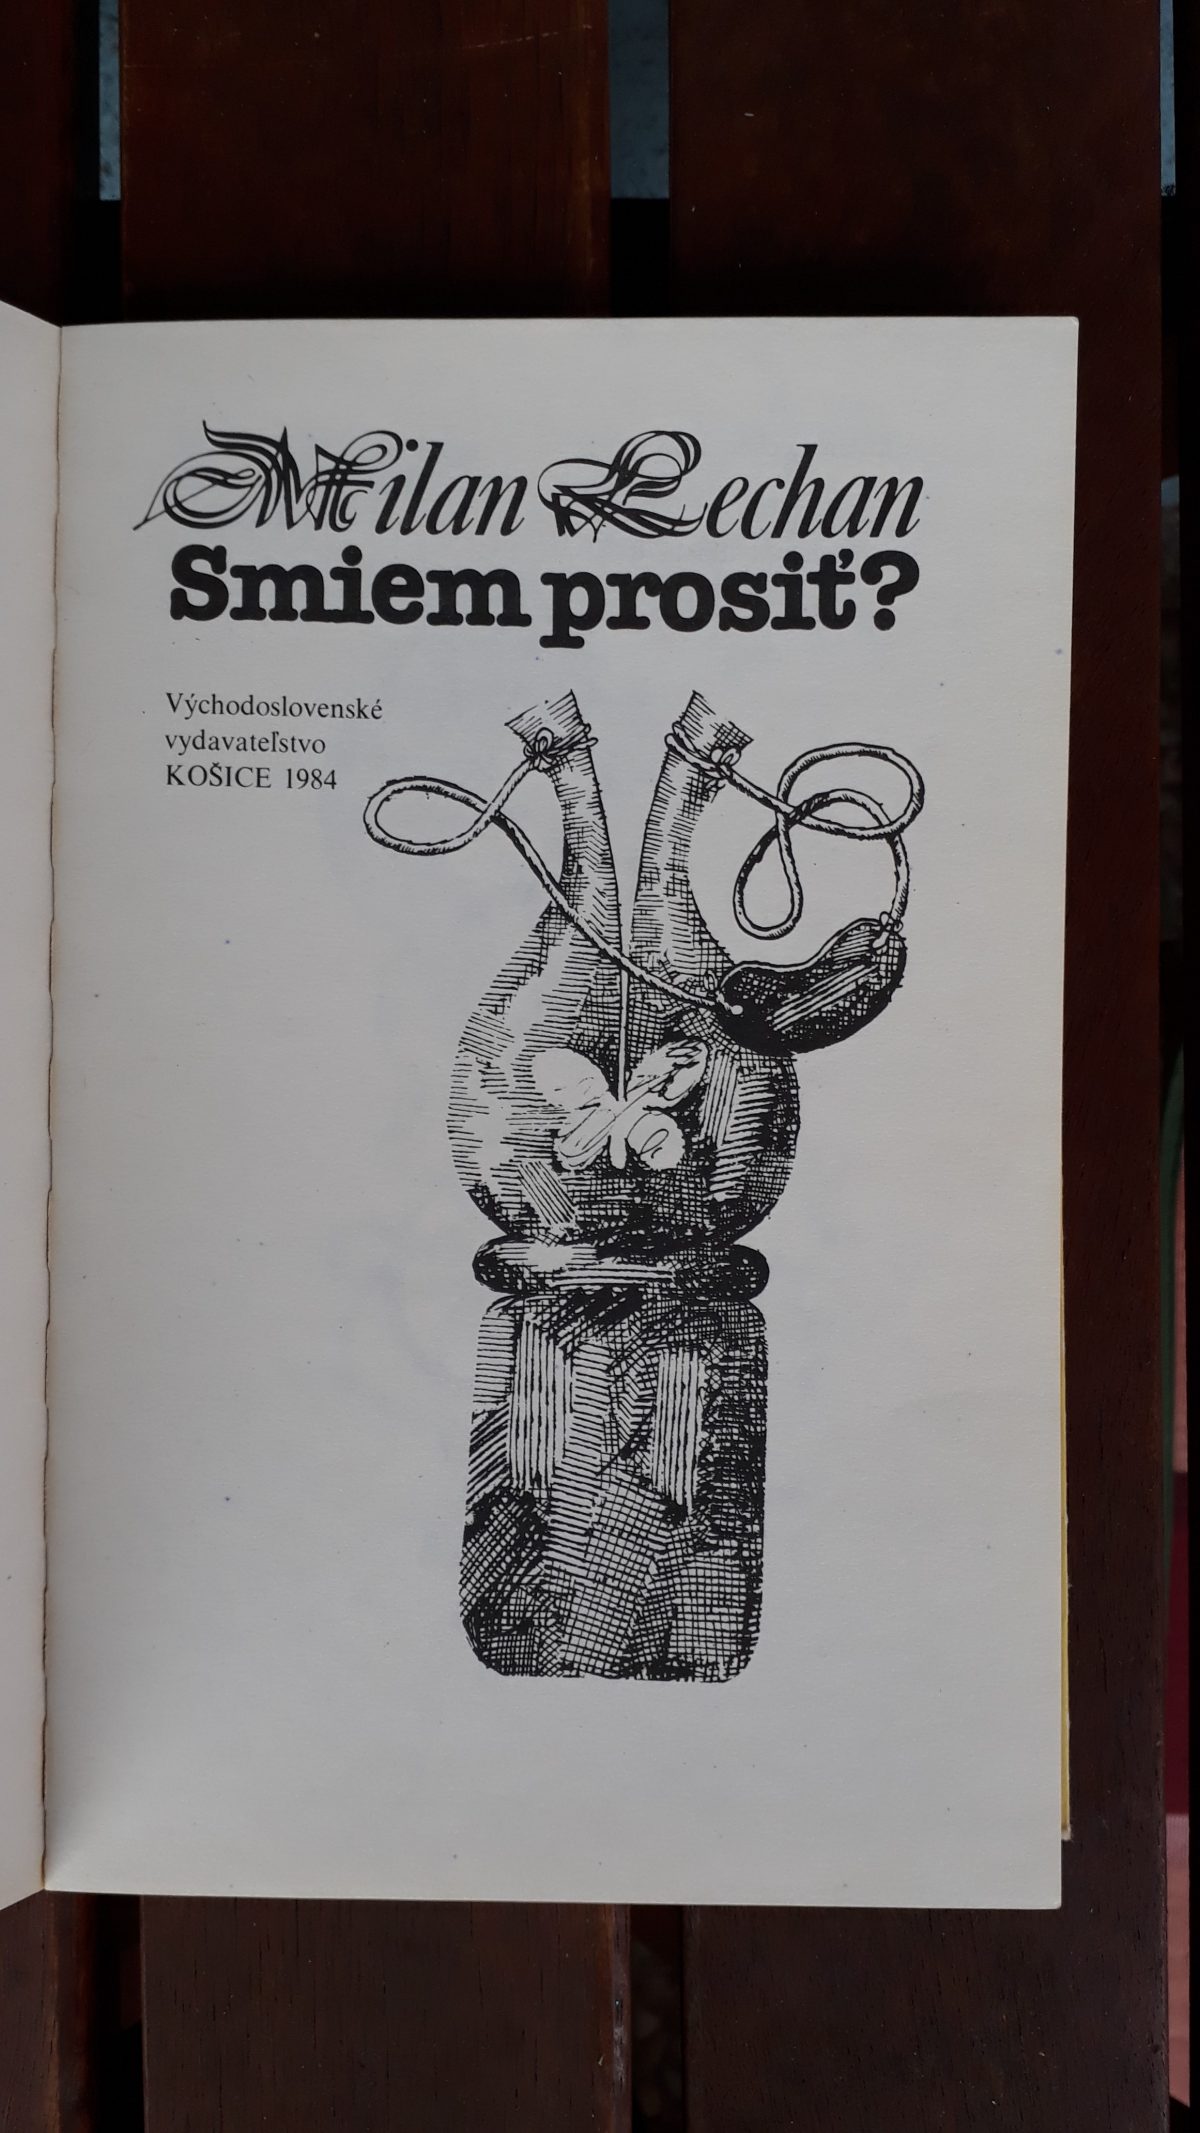 Milan Lechan
Smiem prosiť?
Východoslovenské
vydavateľstvo
KOŠICE 1984